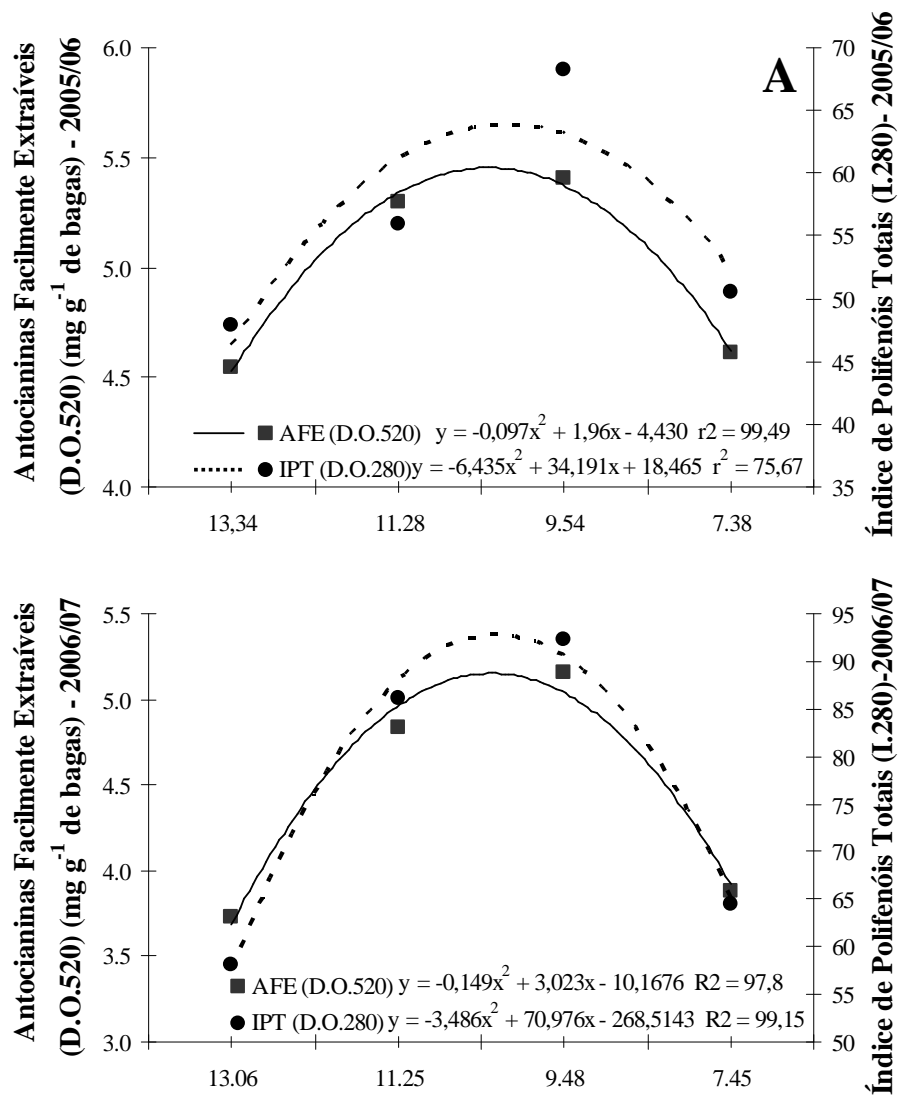 Antocianinas Facilmente Extraíveis
(D.O.520) (mg g⁻¹ de bagas) - 2005/06
6.0
5.5
5.0
4.5
4.0
A
70
65
60
55
50
45
40
35
Índice de Polifenóis Totais (I.280)- 2005/06
AFE (D.O.520) y = -0,097x² + 1,96x - 4,430 r2 = 99,49
IPT (D.O.280) y = -6,435x² + 34,191x + 18,465 r² = 75,67
13,34 11.28 9.54 7.38
Antocianinas Facilmente Extraíveis
(D.O.520) (mg g⁻¹ de bagas) - 2006/07
5.5
5.0
4.5
4.0
3.5
3.0
95
90
85
80
75
70
65
60
55
50
Índice de Polifenóis Totais (I.280)-2006/07
AFE (D.O.520) y = -0,149x² + 3,023x - 10,1676 R2 = 97,8
IPT (D.O.280) y = -3,486x² + 70,976x - 268,5143 R2 = 99,15
13.06 11.25 9.48 7.45